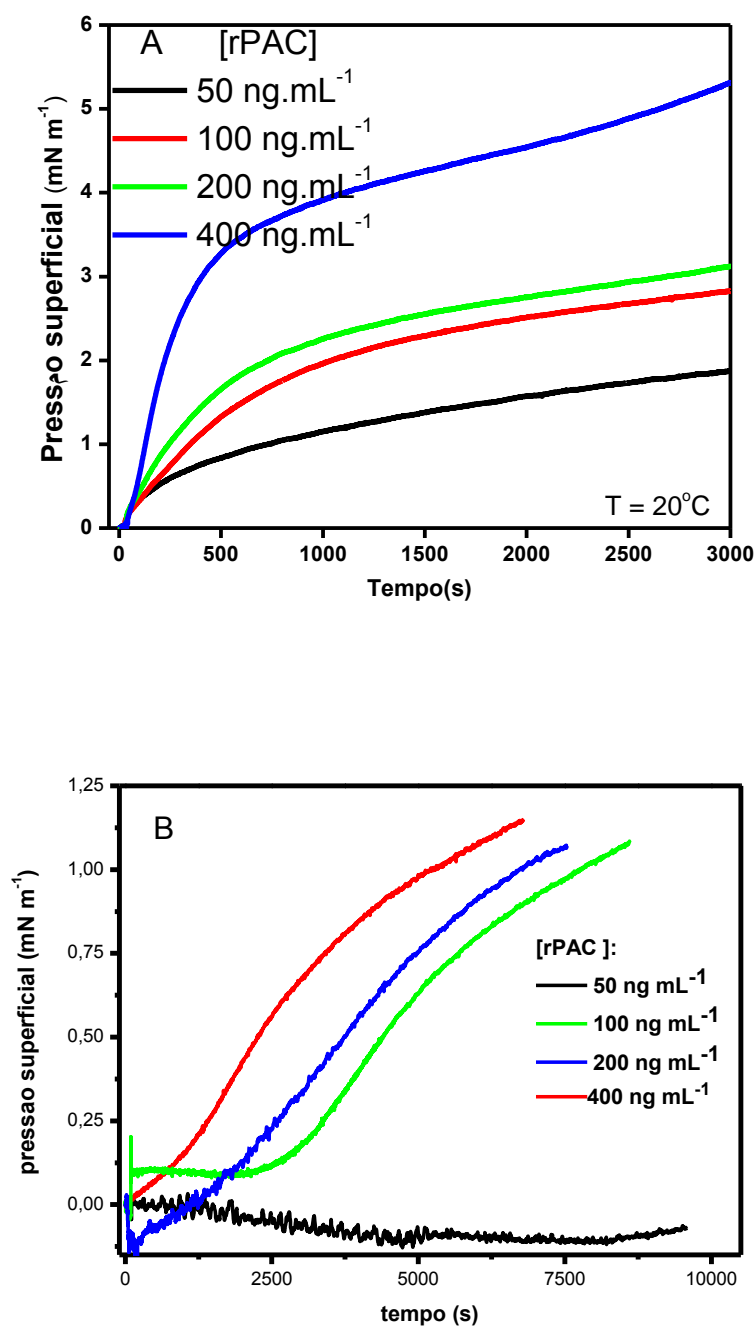 A [rPAC]
50 ng.mL⁻¹
100 ng.mL⁻¹
200 ng.mL⁻¹
400 ng.mL⁻¹
Pressمo superficial (mN m⁻¹)
6
5
4
3
2
1
0
T = 20°C
0 500 1000 1500 2000 2500 3000
Tempo(s)
B
pressao superficial (mN m⁻¹)
1,25
1,00
0,75
0,50
0,25
0,00
[rPAC ]:
50 ng mL⁻¹
100 ng mL⁻¹
200 ng mL⁻¹
400 ng mL⁻¹
0 2500 5000 7500 10000
tempo (s)